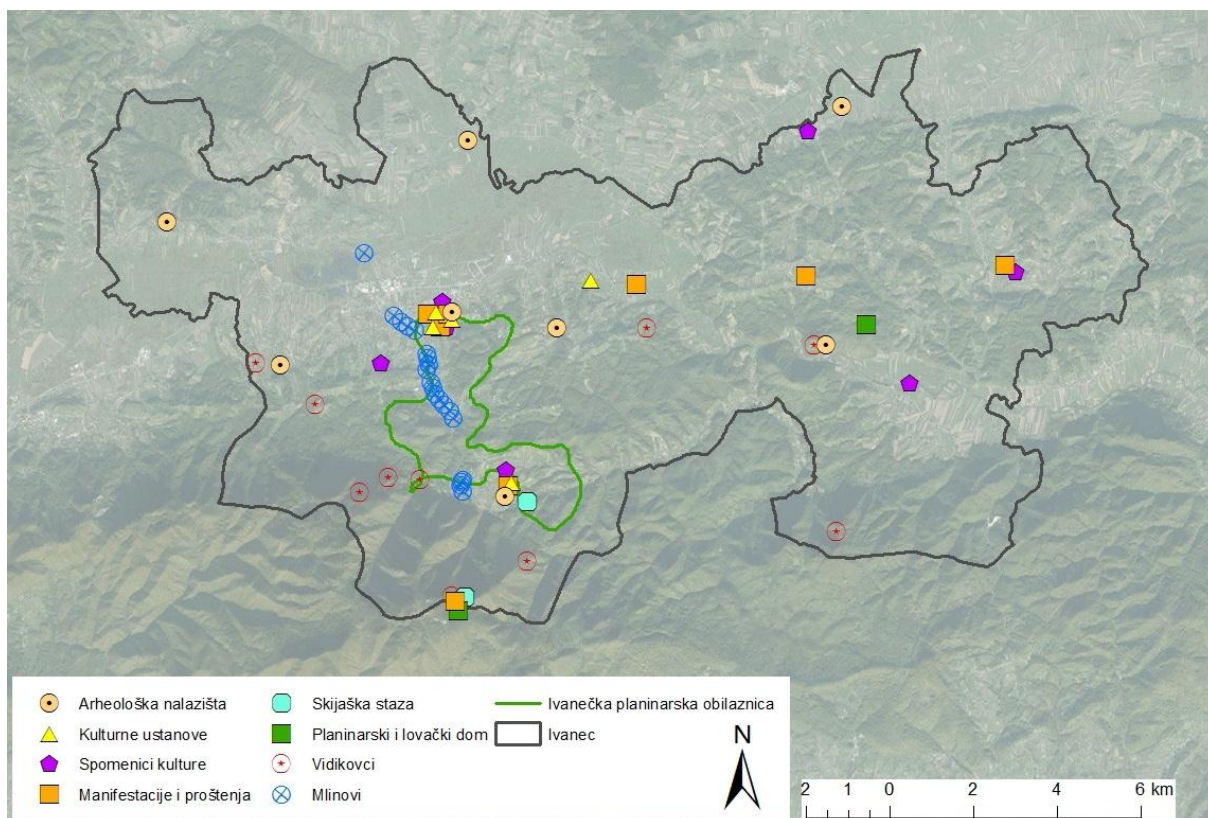 Arheološka nalazišta
Kulturne ustanove
Spomenici kulture
Manifestacije i proštenja
Skijaška staza
Planinarski i lovački dom
Vidikovci
Mlinovi
Ivanečka planinarska obilaznica
Ivanec
N
2 1 0 2 4 6 km